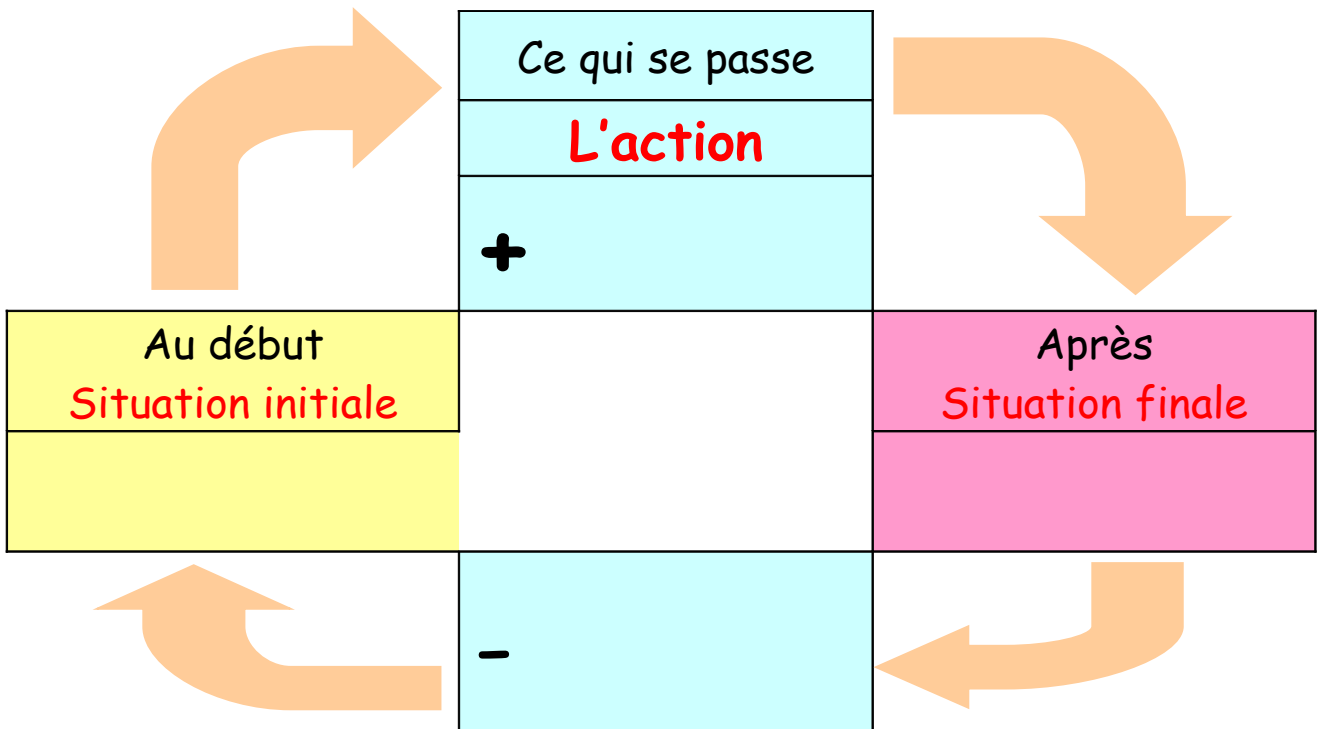 Ce qui se passe
L'action
+
Au début
Situation initiale
Après
Situation finale
-